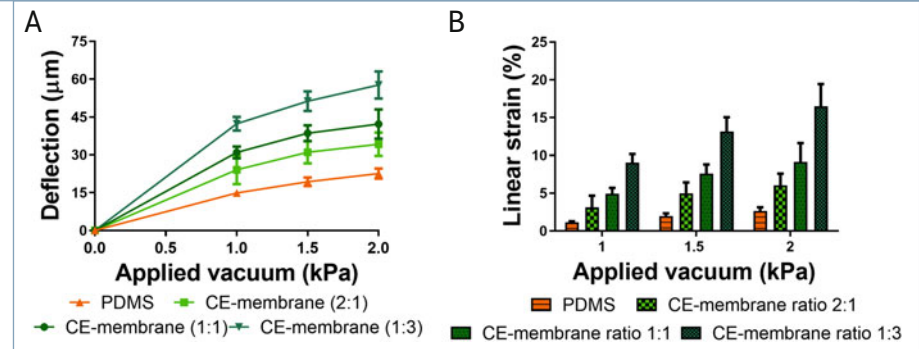 A
Deflection (μm)
75
60
45
30
15
0
0.0 0.5 1.0 1.5 2.0
Applied vacuum (kPa)
PDMS CE-membrane (2:1)
CE-membrane (1:1) CE-membrane (1:3)
B
Linear strain (%)
25
20
15
10
5
0
1 1.5 2
Applied vacuum (kPa)
PDMS CE-membrane ratio 2:1
CE-membrane ratio 1:1 CE-membrane ratio 1:3